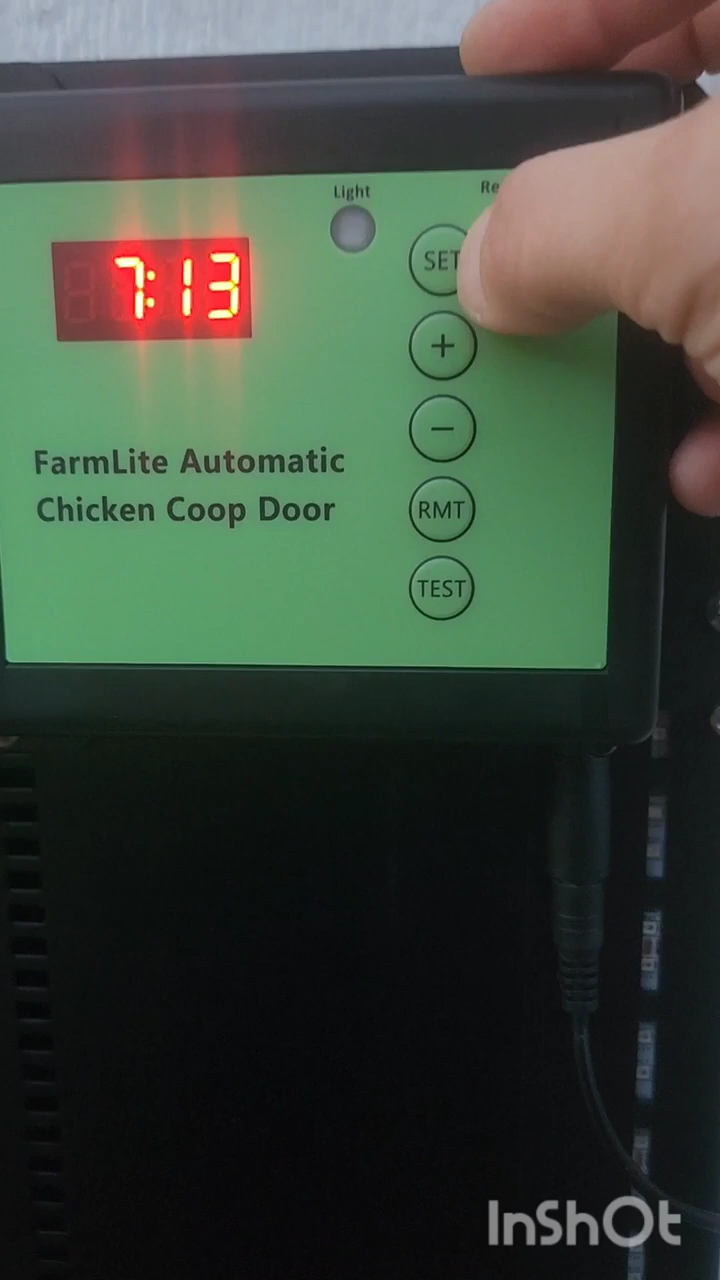 Light
7:13
SET
+
−
FarmLite Automatic
Chicken Coop Door
RMT
TEST
InShOt